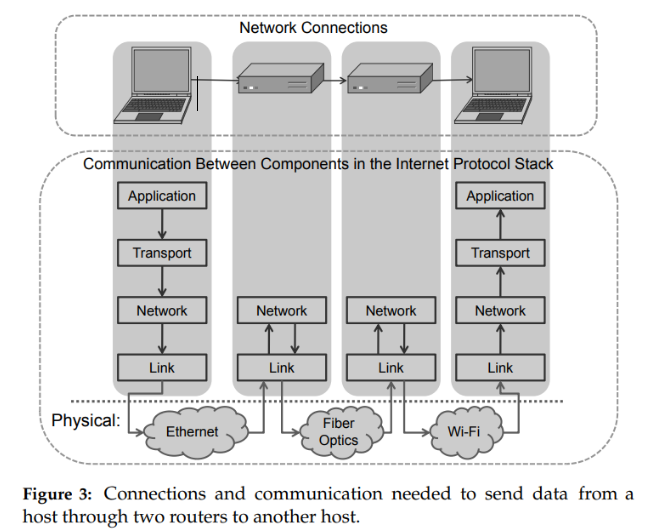 Network Connections
Communication Between Components in the Internet Protocol Stack
Application
Application
Transport
Transport
Network
Network
Network
Network
Link
Link
Link
Link
Physical:
Ethernet
Fiber
Optics
Wi-Fi
Figure 3: Connections and communication needed to send data from a
host through two routers to another host.